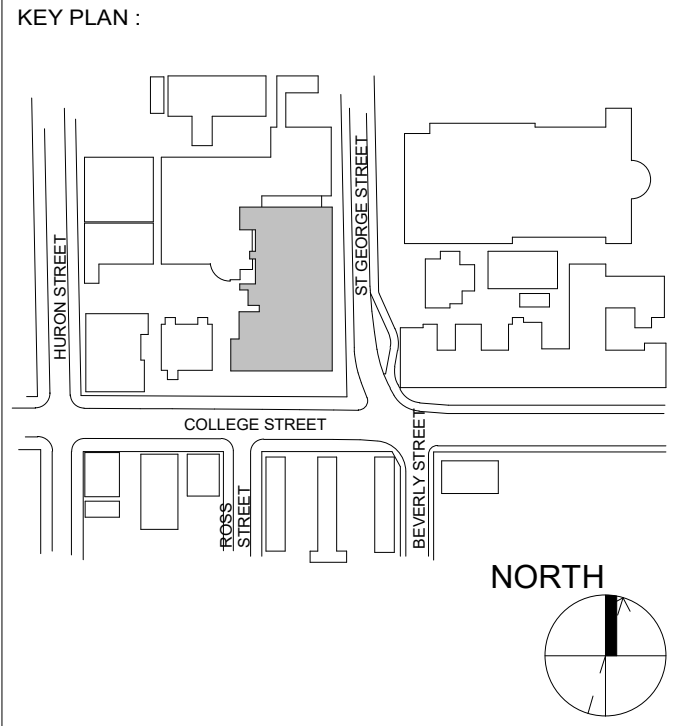 KEY PLAN :
HURON STREET
ST GEORGE STREET
COLLEGE STREET
ROSS
STREET
BEVERLY STREET
NORTH